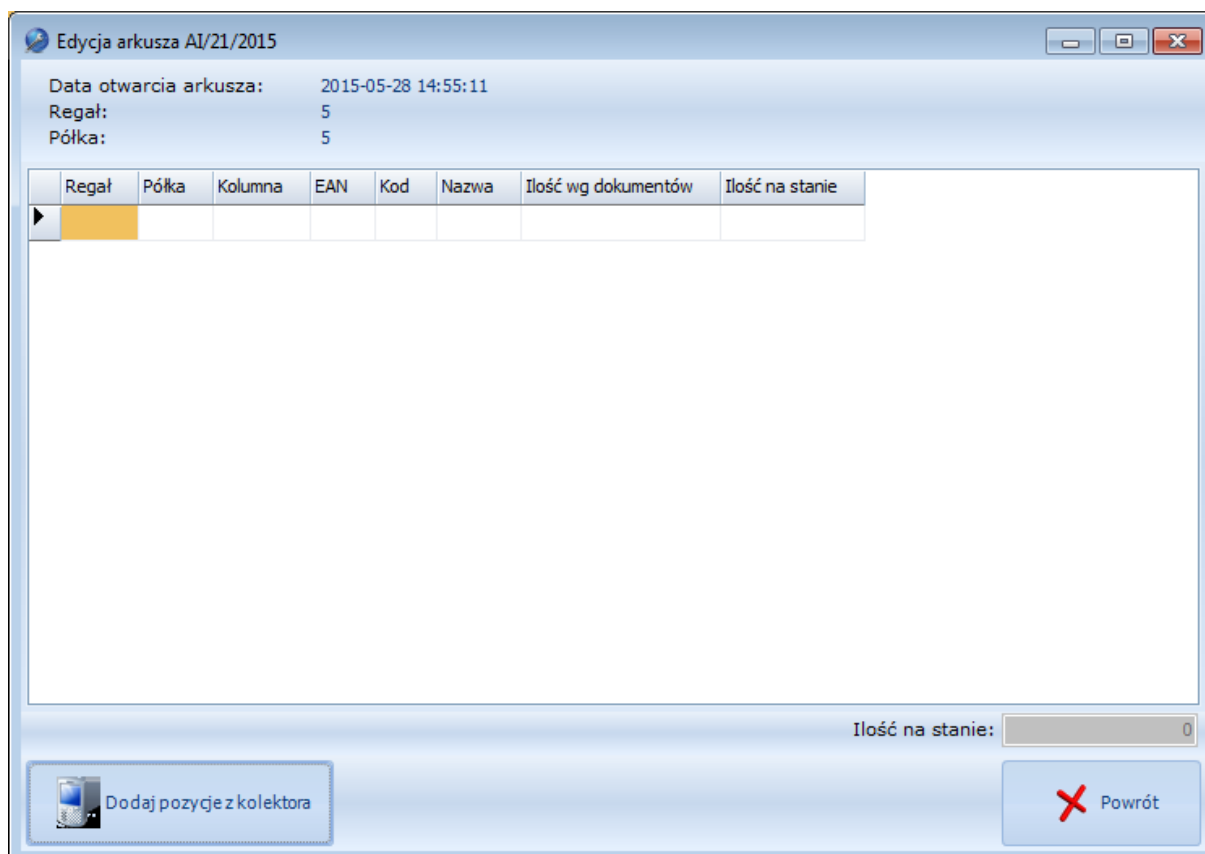 Edycja arkusza AI/21/2015
Data otwarcia arkusza: 2015-05-28 14:55:11
Regał: 5
Półka: 5
Regał Półka Kolumna EAN Kod Nazwa Ilość wg dokumentów Ilość na stanie
Ilość na stanie: 0
Dodaj pozycje z kolektora Powrót